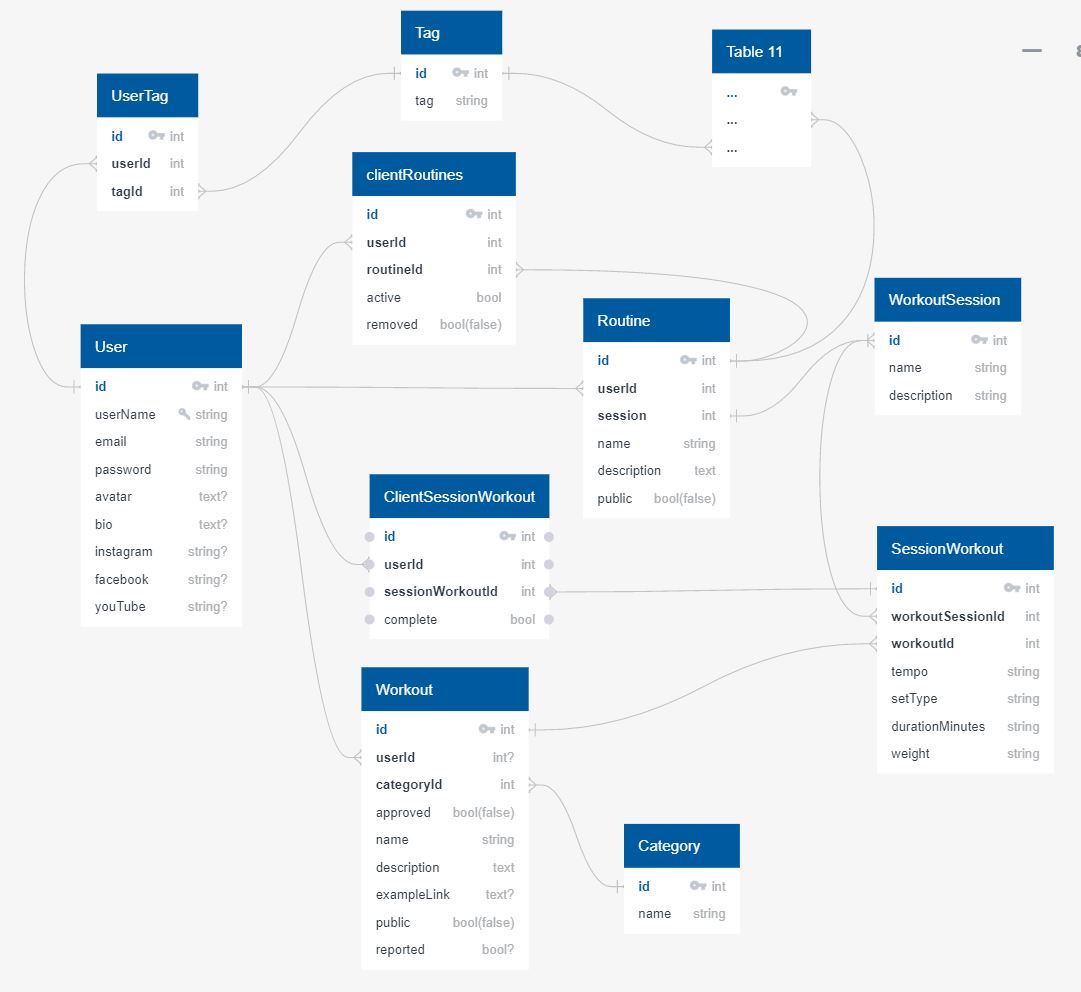 Tag
id int
tag string
Table 11
...
...
...
UserTag
id int
userId int
tagId int
clientRoutines
id int
userId int
routineId int
active bool
removed bool(false)
WorkoutSession
id int
name string
description string
Routine
id int
userId int
session int
name string
description text
public bool(false)
User
id int
userName string
email string
password string
avatar text?
bio text?
instagram string?
facebook string?
youTube string?
ClientSessionWorkout
id int
userId int
sessionWorkoutId int
complete bool
SessionWorkout
id int
workoutSessionId int
workoutId int
tempo string
setType string
durationMinutes string
weight string
Workout
id int
userId int?
categoryId int
approved bool(false)
name string
description text
exampleLink text?
public bool(false)
reported bool?
Category
id int
name string